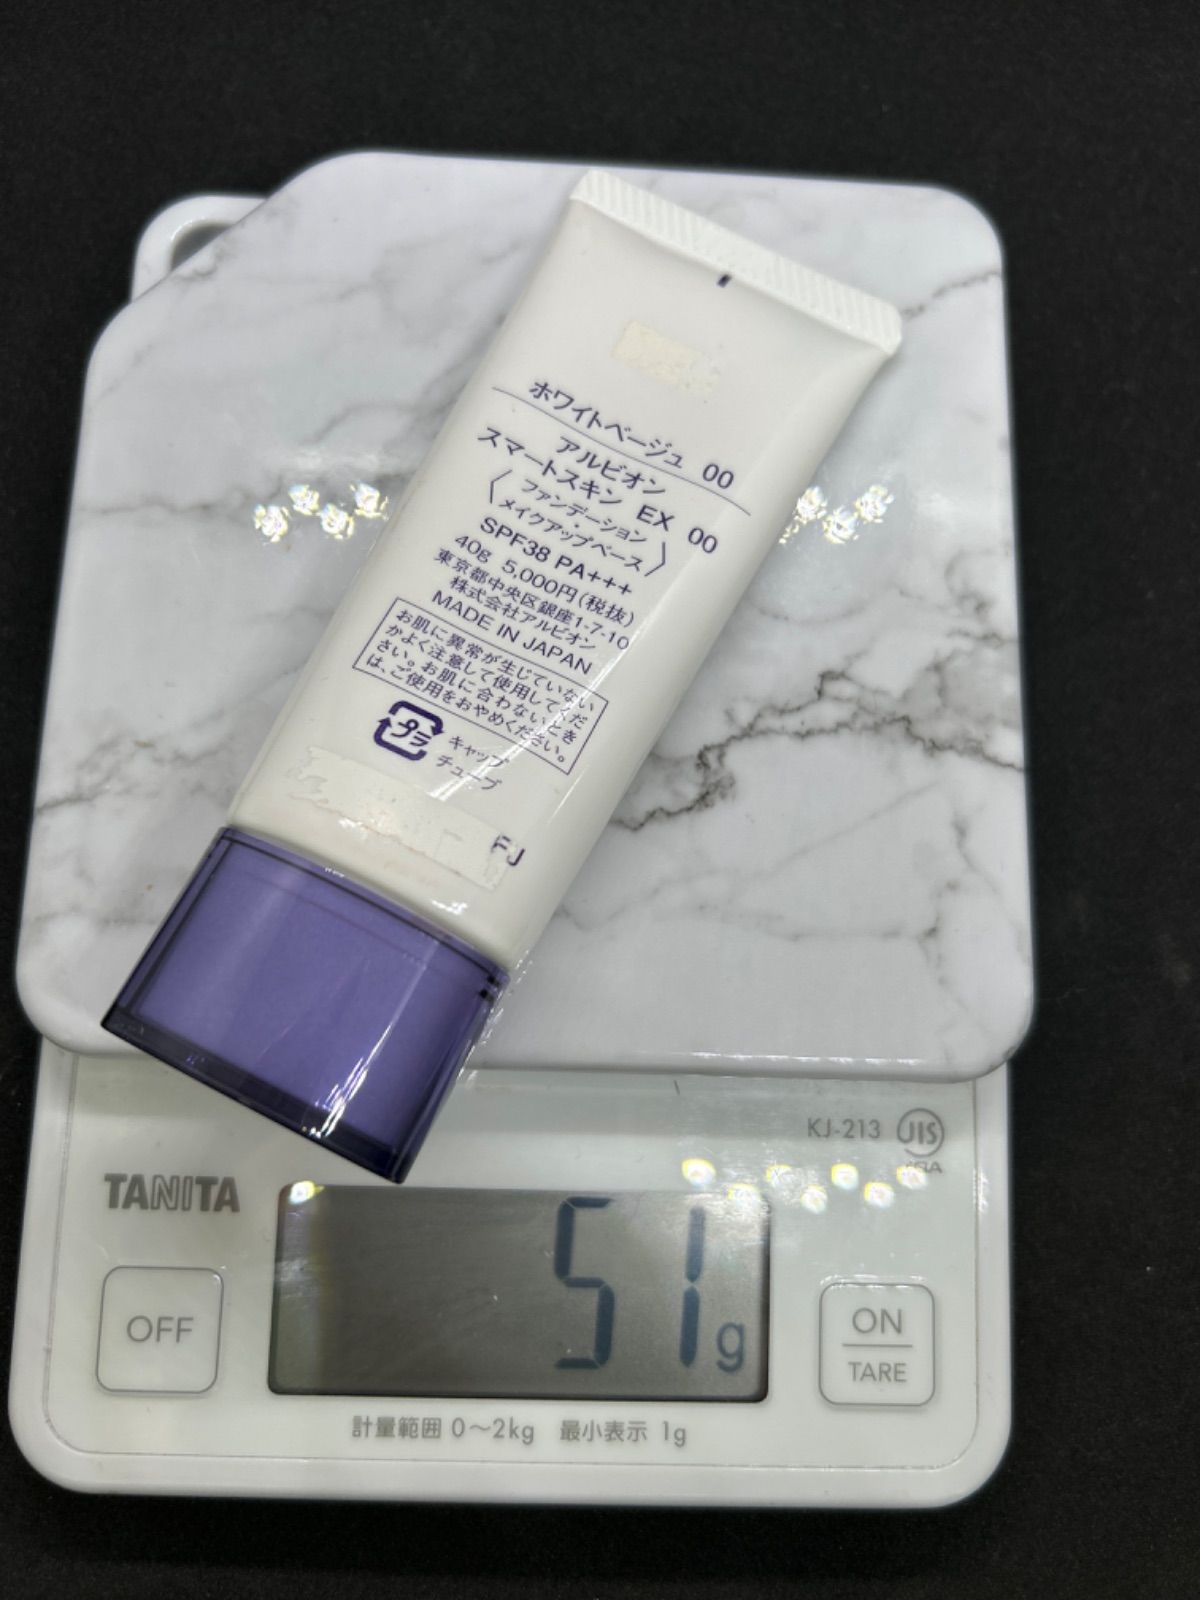 ホワイトベージュ 00
アルビオン
スマートスキン EX 00
ファンデーション
・
メイクアップベース
SPF38 PA+++
40g 5,000円(税抜)
東京都中央区銀座1-7-10
株式会社アルビオン
MADE IN JAPAN
お肌に異常が生じていない
かよく注意して使用してくだ
さい。お肌に合わないとき
は、ご使用をおやめください。
プラ
キャップ
チューブ
FJ
KJ-213
JIS
TANITA
51g
OFF
ON
TARE
計量範囲 0～2kg 最小表示 1g